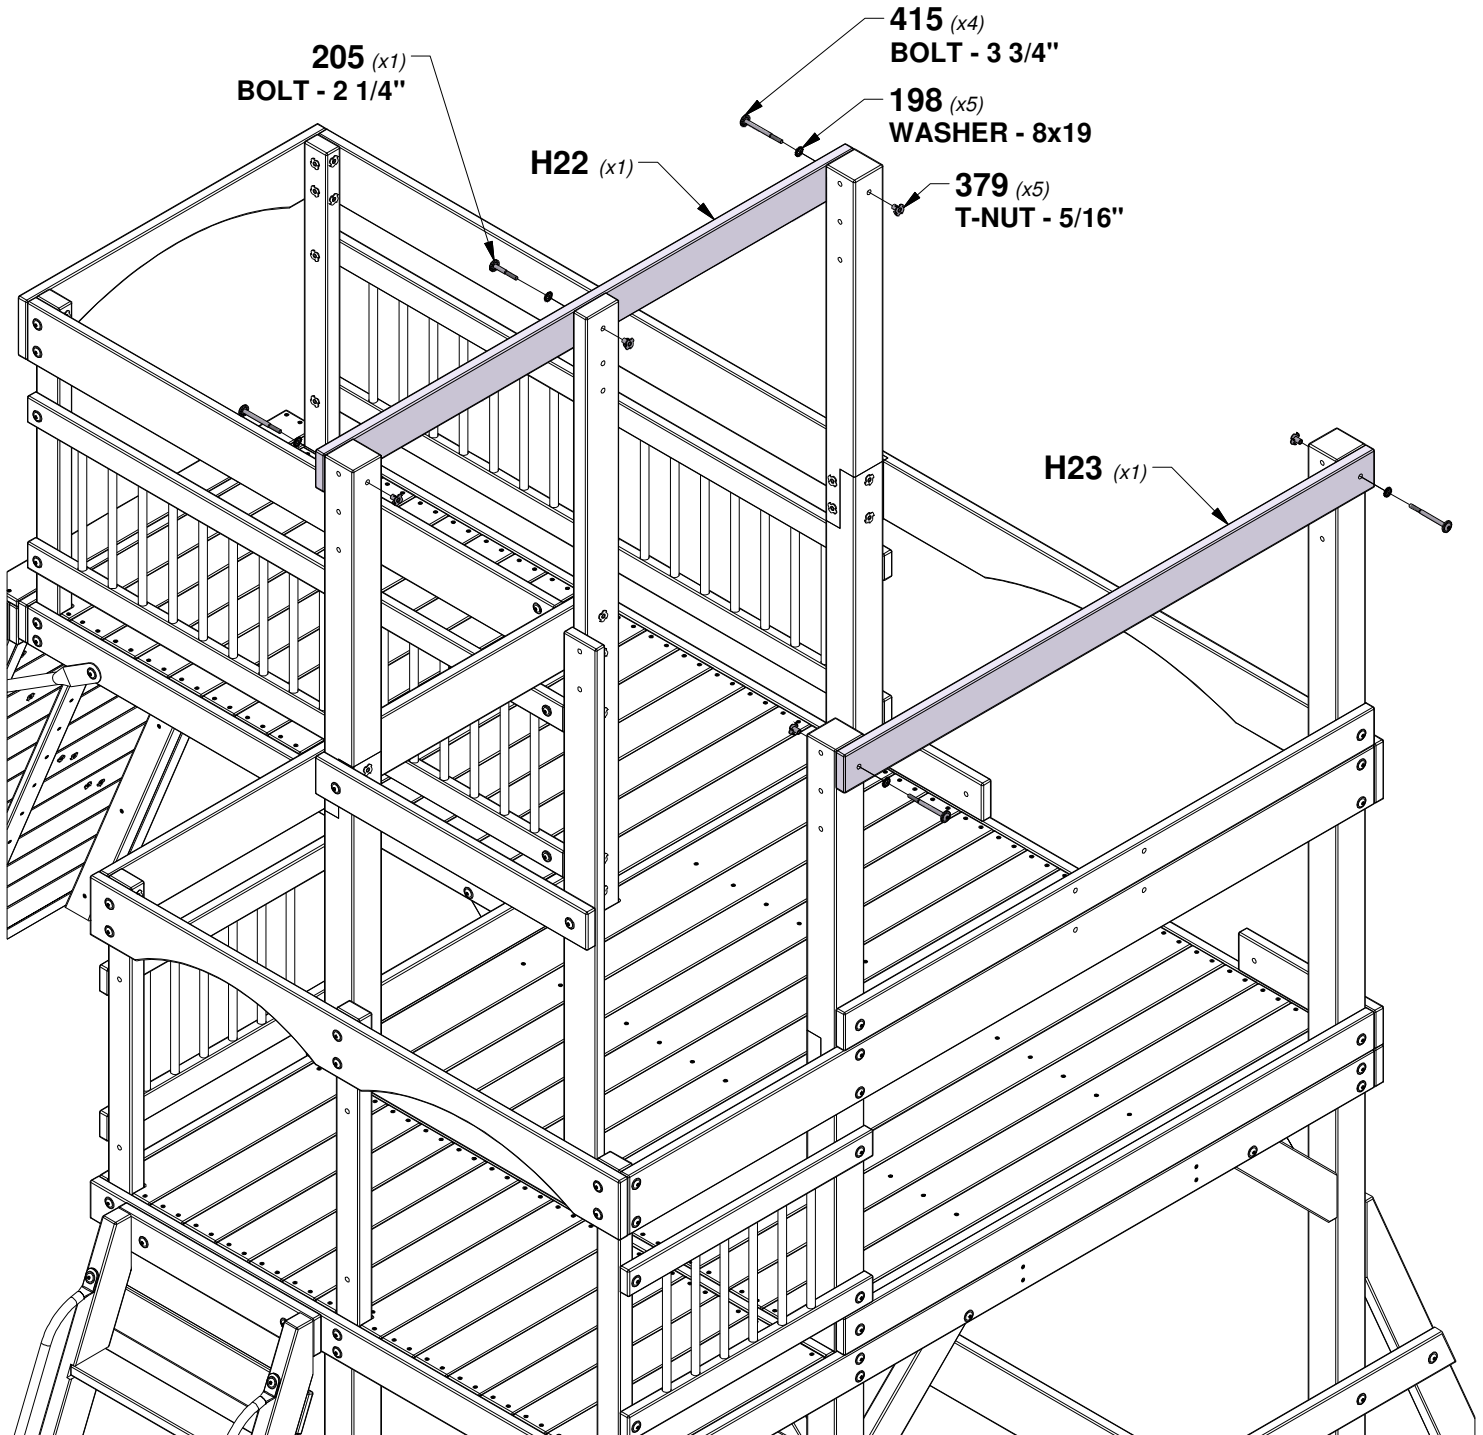 415 (x4)
BOLT - 3 3/4"
205 (x1)
BOLT - 2 1/4"
198 (x5)
WASHER - 8x19
H22 (x1)
379 (x5)
T-NUT - 5/16"
H23 (x1)